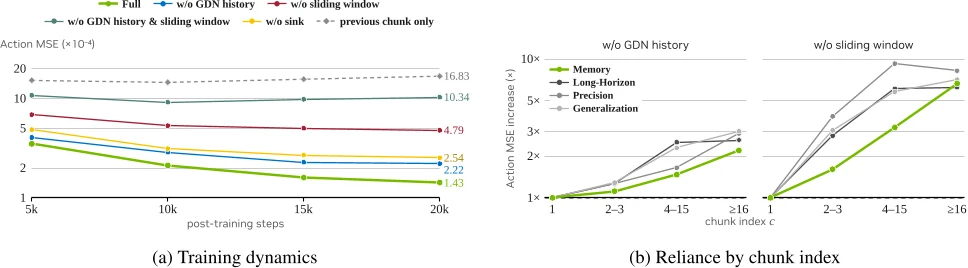 Full w/o GDN history w/o sliding window
w/o GDN history & sliding window w/o sink previous chunk only
Action MSE (×10⁻⁴)
20
10
5
2
1
16.83
10.34
4.79
2.54
2.22
1.43
5k 10k 15k 20k
post-training steps
(a) Training dynamics
w/o GDN history w/o sliding window
Action MSE increase (×)
10×
5×
3×
2×
1×
Memory
Long-Horizon
Precision
Generalization
1 2–3 4–15 ≥16 1 2–3 4–15 ≥16
chunk index c
(b) Reliance by chunk index